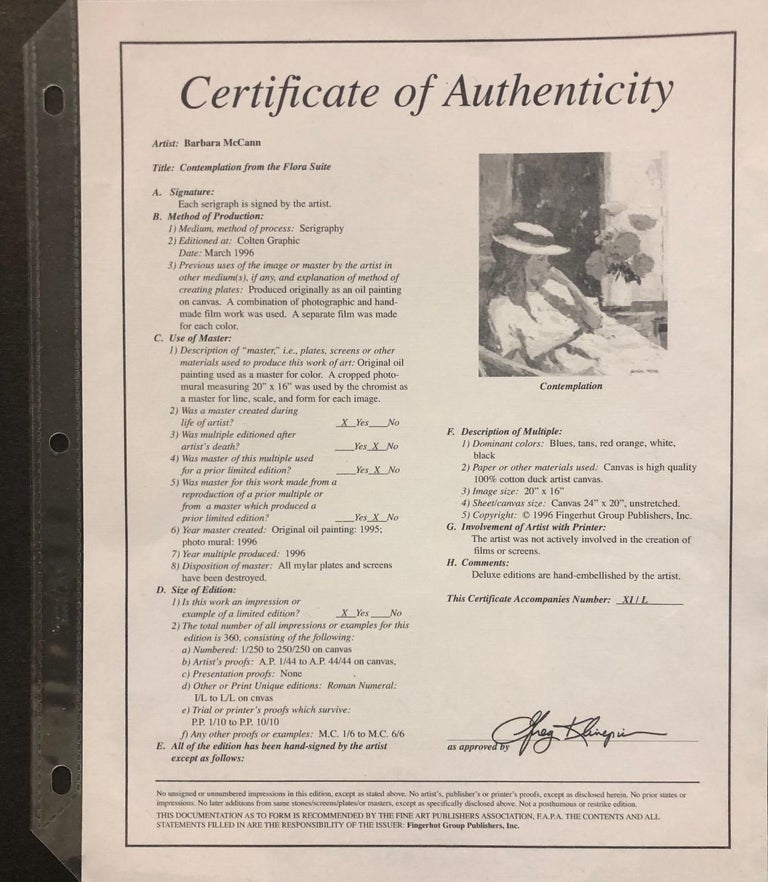 Certificate of Authenticity
Artist: Barbara McCann
Title: Contemplation from the Flora Suite
A. Signature:
Each serigraph is signed by the artist.
B. Method of Production:
1) Medium, method of process: Serigraphy
2) Editioned at: Colten Graphic
Date: March 1996
3) Previous uses of the image or master by the artist in
other medium(s), if any, and explanation of method of
creating plates: Produced originally as an oil painting
on canvas. A combination of photographic and hand-
made film work was used. A separate film was made
for each color.
C. Use of Master:
1) Description of "master," i.e., plates, screens or other
materials used to produce this work of art: Original oil
painting used as a master for color. A cropped photo-
mural measuring 20" x 16" was used by the chromist as
a master for line, scale, and form for each image.
2) Was a master created during
life of artist? X Yes___No
3) Was multiple editioned after
artist's death? ___Yes X No
4) Was master of this multiple used
for a prior limited edition? ___Yes X No
5) Was master for this work made from a
reproduction of a prior multiple or
from a master which produced a
prior limited edition? ___Yes X No
6) Year master created: Original oil painting: 1995;
photo mural: 1996
7) Year multiple produced: 1996
8) Disposition of master: All mylar plates and screens
have been destroyed.
D. Size of Edition:
1) Is this work an impression or
example of a limited edition? X Yes___No
2) The total number of all impressions or examples for this
edition is 360, consisting of the following:
a) Numbered: 1/250 to 250/250 on canvas
b) Artist's proofs: A.P. 1/44 to A.P. 44/44 on canvas,
c) Presentation proofs: None
d) Other or Print Unique editions: Roman Numeral:
I/L to L/L on cnvas
e) Trial or printer's proofs which survive:
P.P. 1/10 to P.P. 10/10
f) Any other proofs or examples: M.C. 1/6 to M.C. 6/6
E. All of the edition has been hand-signed by the artist
except as follows:
Contemplation
F. Description of Multiple:
1) Dominant colors: Blues, tans, red orange, white,
black
2) Paper or other materials used: Canvas is high quality
100% cotton duck artist canvas.
3) Image size: 20" x 16"
4) Sheet/canvas size: Canvas 24" x 20", unstretched.
5) Copyright: © 1996 Fingerhut Group Publishers, Inc.
G. Involvement of Artist with Printer:
The artist was not actively involved in the creation of
films or screens.
H. Comments:
Deluxe editions are hand-embellished by the artist.
This Certificate Accompanies Number: XI / L
as approved by
No unsigned or unnumbered impressions in this edition, except as stated above. No artist's, publisher's or printer's proofs, except as disclosed herein. No prior states or
impressions. No later additions from same stones/screens/plates/or masters, except as specifically disclosed above. Not a posthumous or restrike edition.
THIS DOCUMENTATION AS TO FORM IS RECOMMENDED BY THE FINE ART PUBLISHERS ASSOCIATION, F.A.P.A. THE CONTENTS AND ALL
STATEMENTS FILLED IN ARE THE RESPONSIBILITY OF THE ISSUER: Fingerhut Group Publishers, Inc.